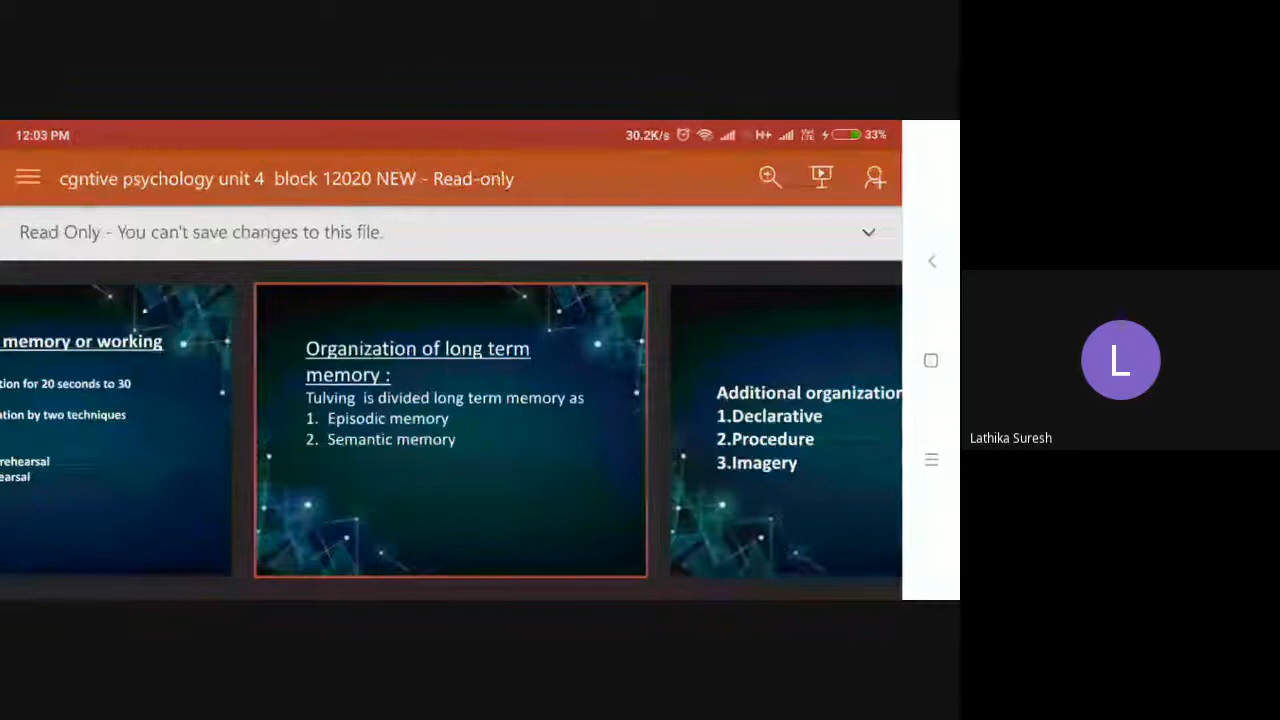 12:03 PM
30.2K/s
H+
33%
cgntive psychology unit 4 block 12020 NEW - Read-only
Read Only - You can't save changes to this file.
memory or working
tion for 20 seconds to 30
ation by two techniques
rehearsal
earsal
Organization of long term
memory :
Tulving is divided long term memory as
1. Episodic memory
2. Semantic memory
Additional organization
1.Declarative
2.Procedure
3.Imagery
L
Lathika Suresh